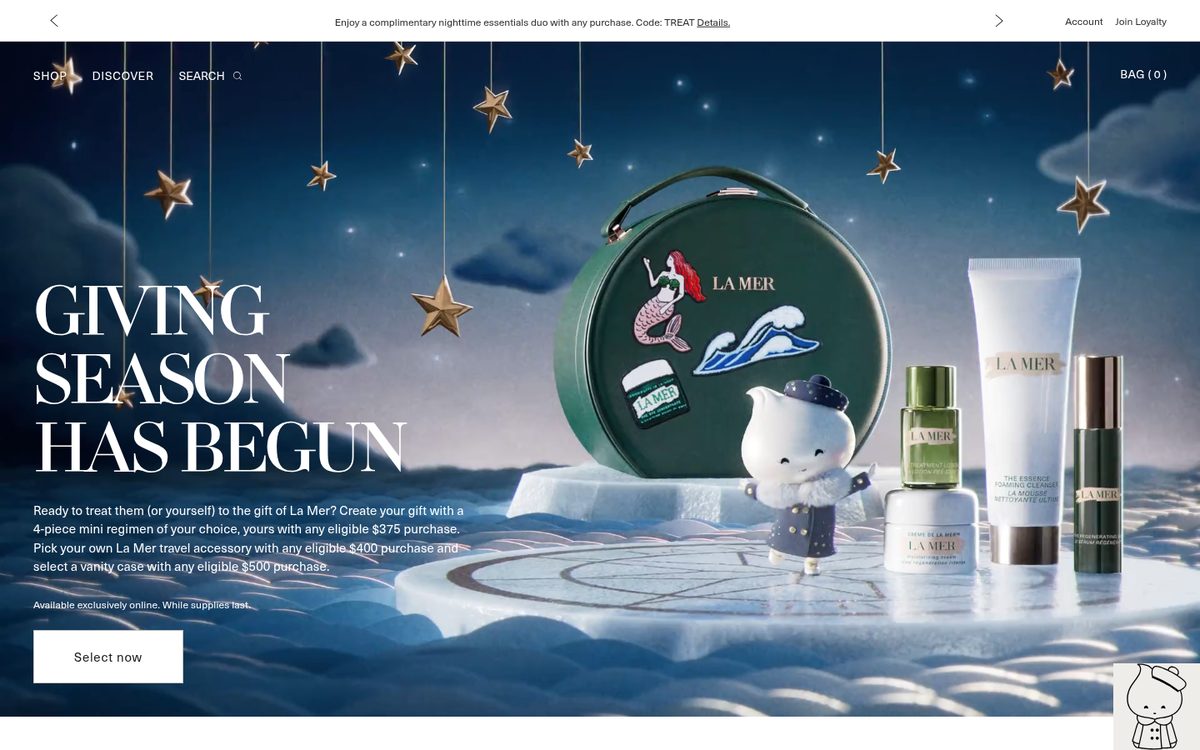 Enjoy a complimentary nighttime essentials duo with any purchase. Code: TREAT Details.
Account Join Loyalty
SHOP DISCOVER SEARCH
BAG ( 0 )
GIVING
SEASON
HAS BEGUN
Ready to treat them (or yourself) to the gift of La Mer? Create your gift with a
4-piece mini regimen of your choice, yours with any eligible $375 purchase.
Pick your own La Mer travel accessory with any eligible $400 purchase and
select a vanity case with any eligible $500 purchase.
Available exclusively online. While supplies last.
Select now
LA MER
LA MER
LA MER
LA MER
THE ESSENCE
FOAMING CLEANSER
LA MOUSSE
LA MER
CRÈME DE LA MER
LA MER